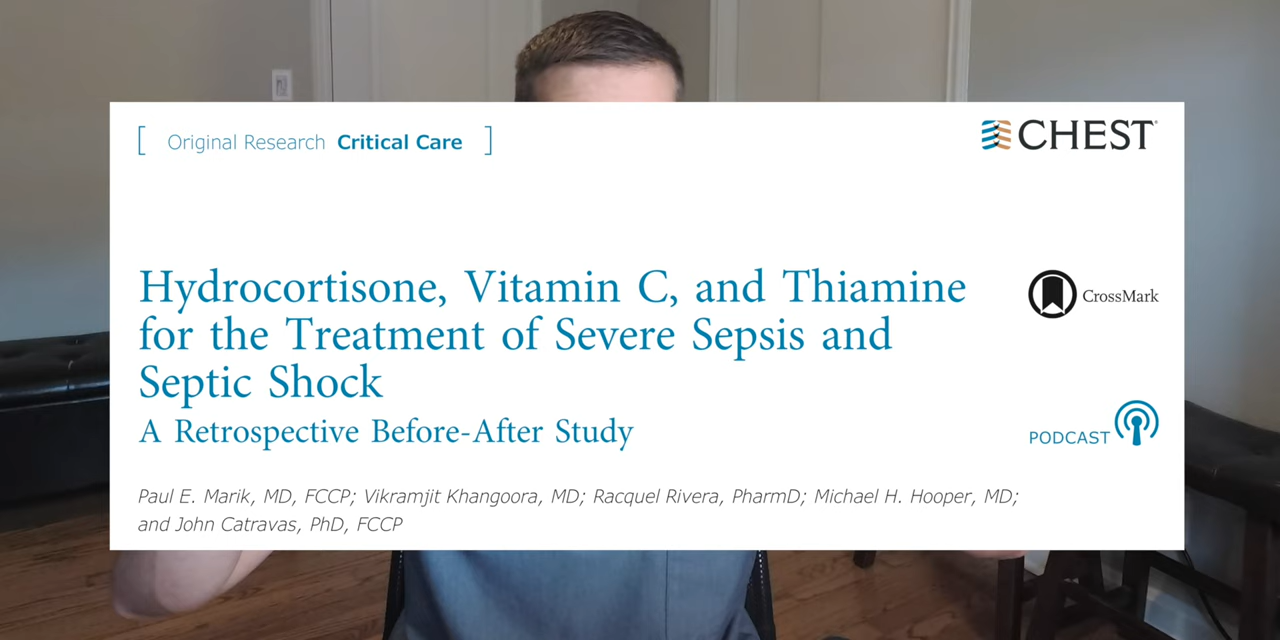 [ Original Research Critical Care ]
CHEST
Hydrocortisone, Vitamin C, and Thiamine
for the Treatment of Severe Sepsis and
Septic Shock
A Retrospective Before-After Study
CrossMark
PODCAST
Paul E. Marik, MD, FCCP; Vikramjit Khangoora, MD; Racquel Rivera, PharmD; Michael H. Hooper, MD;
and John Catravas, PhD, FCCP